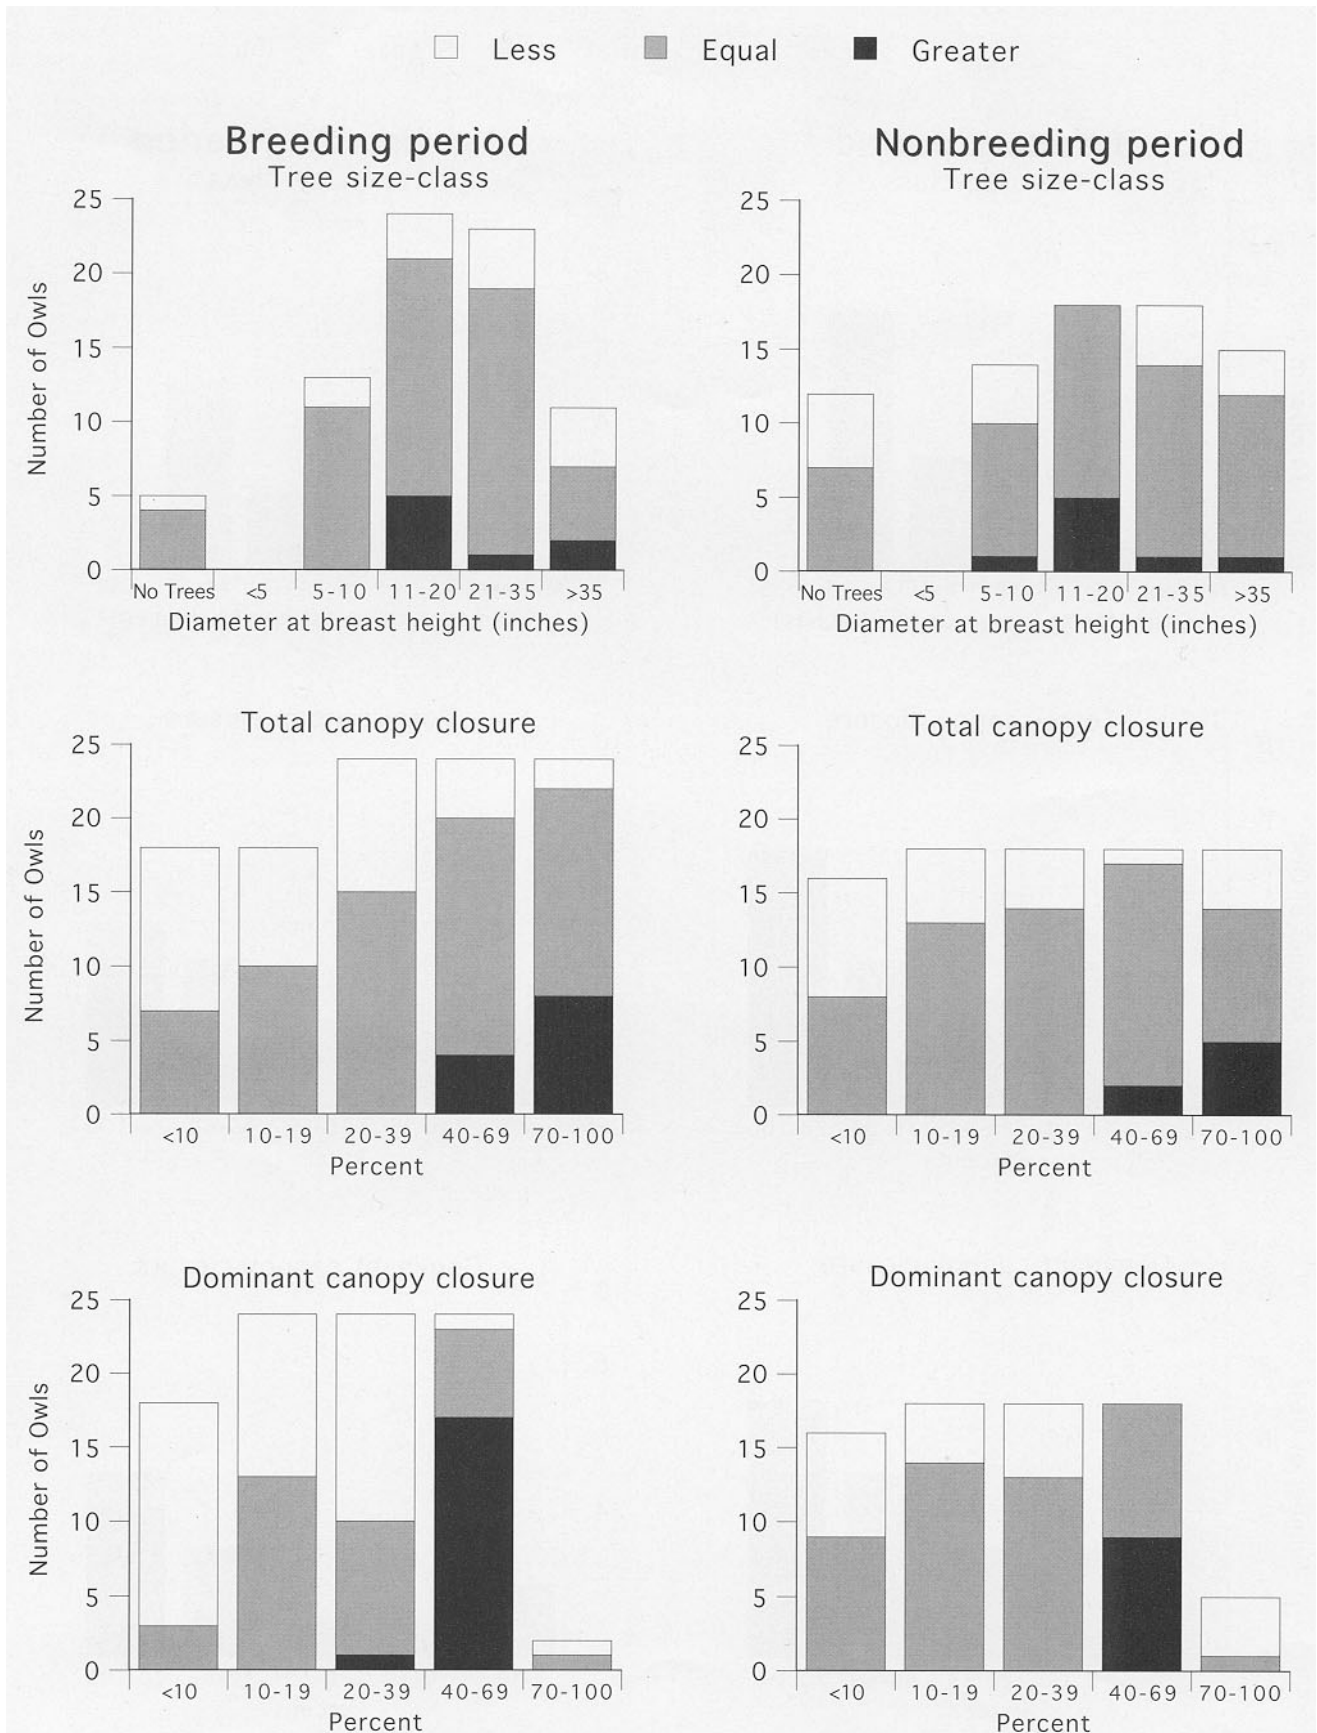 Less Equal Greater
Breeding period
Tree size-class
25
20
15
10
5
0
Number of Owls
No Trees <5 5-10 11-20 21-35 >35
Diameter at breast height (inches)
Nonbreeding period
Tree size-class
25
20
15
10
5
0
No Trees <5 5-10 11-20 21-35 >35
Diameter at breast height (inches)
Total canopy closure
25
20
15
10
5
0
Number of Owls
<10 10-19 20-39 40-69 70-100
Percent
Total canopy closure
25
20
15
10
5
0
<10 10-19 20-39 40-69 70-100
Percent
Dominant canopy closure
25
20
15
10
5
0
Number of Owls
<10 10-19 20-39 40-69 70-100
Percent
Dominant canopy closure
25
20
15
10
5
0
<10 10-19 20-39 40-69 70-100
Percent